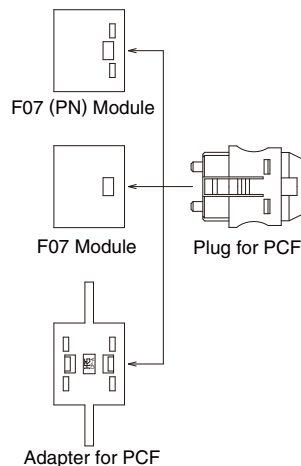 F07 (PN) Module
F07 Module
Plug for PCF
Adapter for PCF